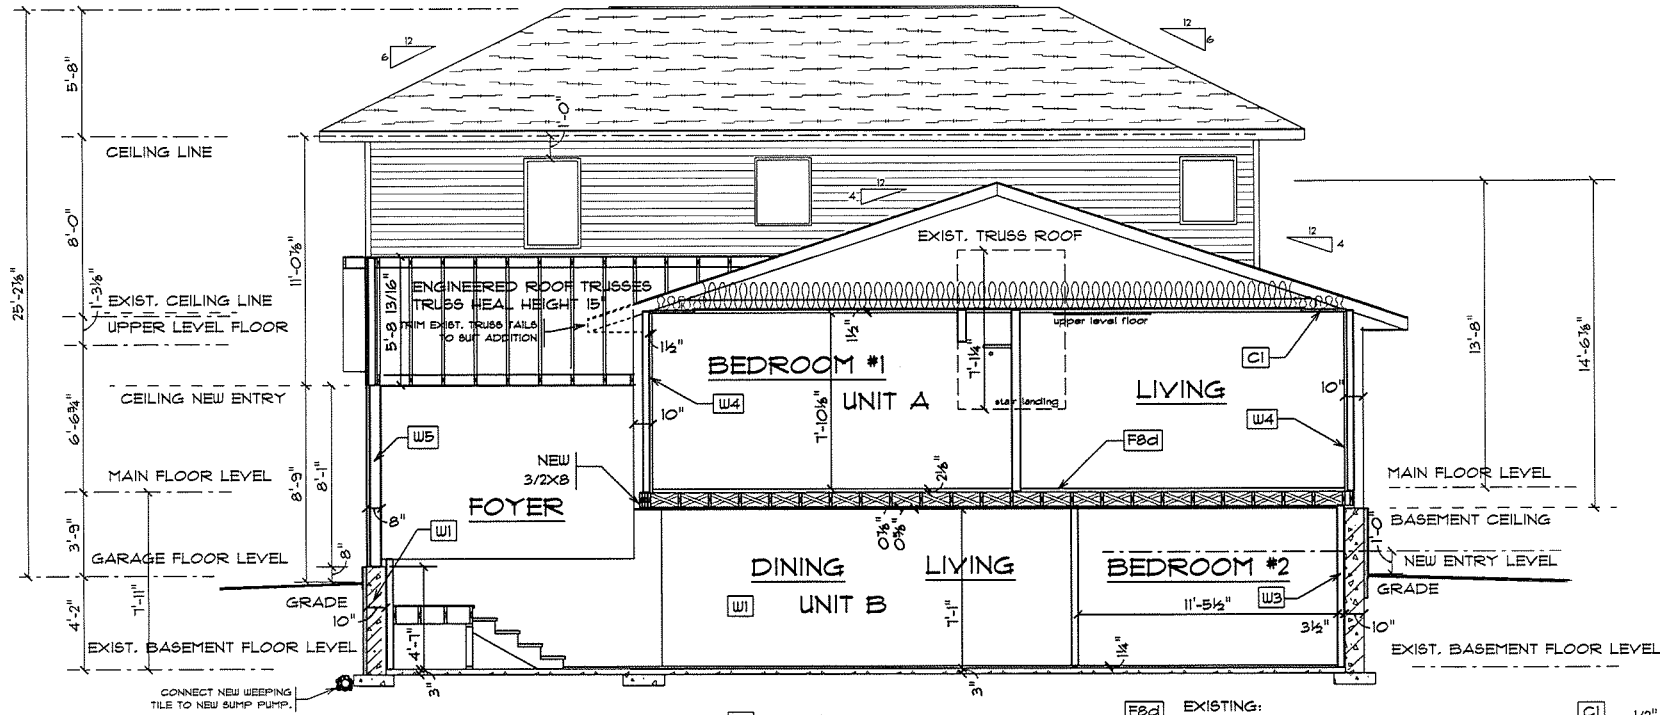 12
6
12
6
5'-8"
1'-0"
CEILING LINE
12
4
8'-0"
11'-0⅞"
12
4
EXIST. TRUSS ROOF
25'-2⅞"
1'-3⅛"
EXIST. CEILING LINE
UPPER LEVEL FLOOR
5'-8 13/16"
ENGINEERED ROOF TRUSSES
TRUSS HEAL HEIGHT 15"
TRIM EXIST. TRUSS TAILS
TO SUIT ADDITION
1½"
1½"
upper level floor
7'-1¼"
13'-8"
14'-6⅞"
C1
BEDROOM #1
UNIT A
LIVING
stair landing
10"
CEILING NEW ENTRY
6'-6¾"
W4
10"
7'-10⅛"
W4
W5
F8d
8'-9"
8'-1"
MAIN FLOOR LEVEL
NEW
3/2X8
2⅛"
MAIN FLOOR LEVEL
FOYER
8"
W1
3'-9"
0⅞"
0⅝"
BASEMENT CEILING
1'-0"
GARAGE FLOOR LEVEL
8"
NEW ENTRY LEVEL
DINING
LIVING
BEDROOM #2
UNIT B
W1
W3
GRADE
GRADE
7'-11"
4'-2"
10"
11'-5½"
7'-1"
3½"
10"
EXIST. BASEMENT FLOOR LEVEL
4'-7"
1¼"
EXIST. BASEMENT FLOOR LEVEL
3"
3"
CONNECT NEW WEEPING
TILE TO NEW SUMP PUMP.
F8d EXISTING:
C1 1/2"